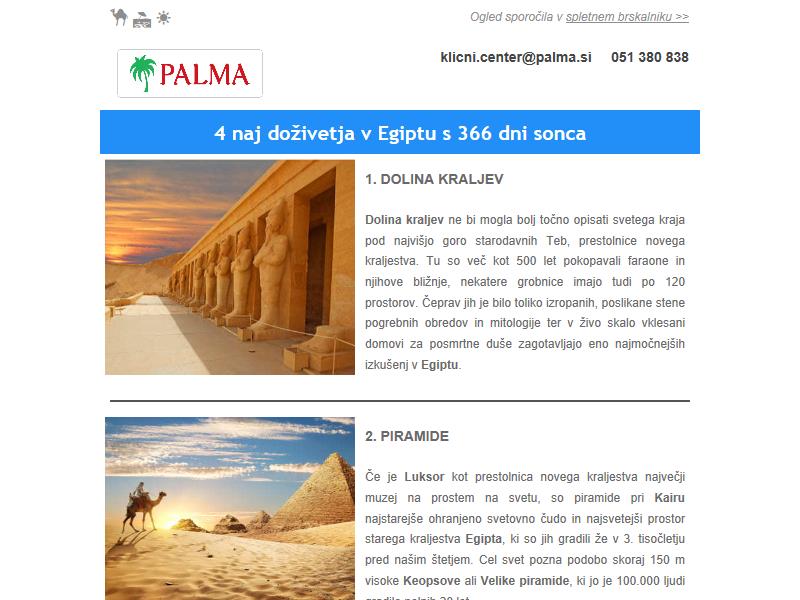 Ogled sporočila v spletnem brskalniku >>
PALMA
klicni.center@palma.si 051 380 838
4 naj doživetja v Egiptu s 366 dni sonca
1. DOLINA KRALJEV
Dolina kraljev ne bi mogla bolj točno opisati svetega kraja
pod najvišjo goro starodavnih Teb, prestolnice novega
kraljestva. Tu so več kot 500 let pokopavali faraone in
njihove bližnje, nekatere grobnice imajo tudi po 120
prostorov. Čeprav jih je bilo toliko izropanih, poslikane stene
pogrebnih obredov in mitologije ter v živo skalo vklesani
domovi za posmrtne duše zagotavljajo eno najmočnejših
izkušenj v Egiptu.
2. PIRAMIDE
Če je Luksor kot prestolnica novega kraljestva največji
muzej na prostem na svetu, so piramide pri Kairu
najstarejše ohranjeno svetovno čudo in najsvetejši prostor
starega kraljestva Egipta, ki so jih gradili že v 3. tisočletju
pred našim štetjem. Cel svet pozna podobo skoraj 150 m
visoke Keopsove ali Velike piramide, ki jo je 100.000 ljudi